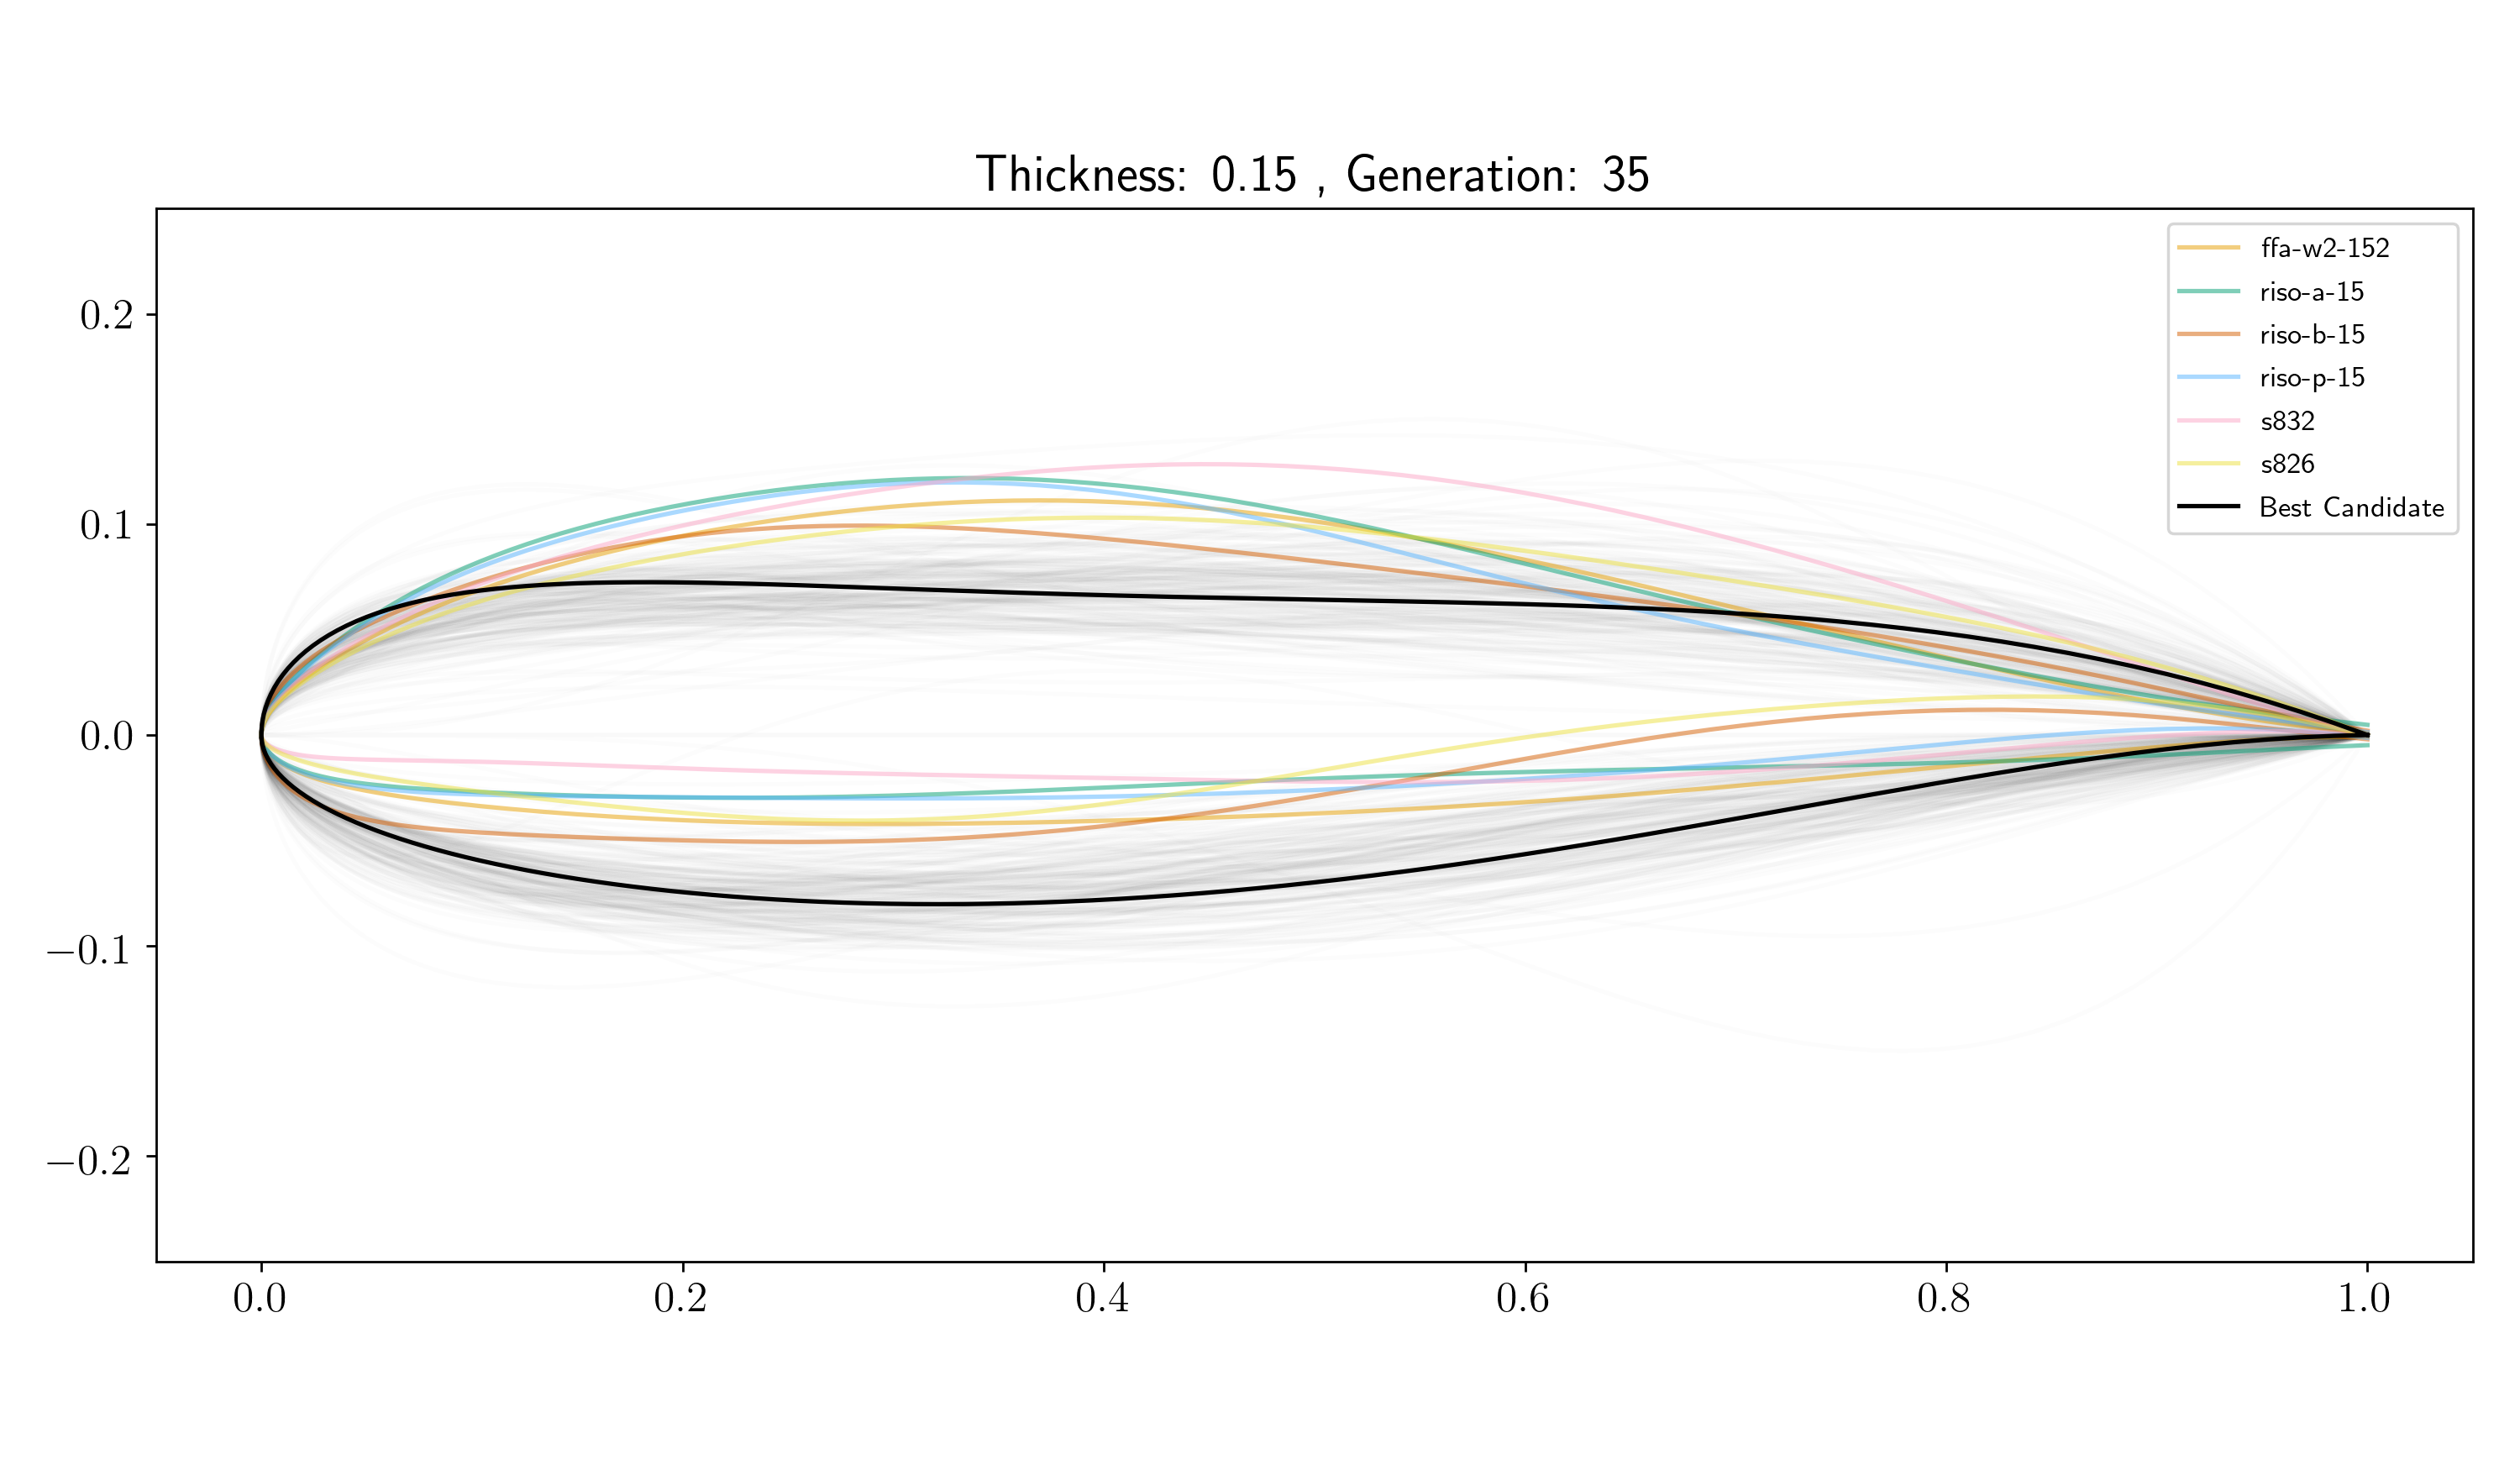 Thickness: 0.15 , Generation: 35
ffa-w2-152
riso-a-15
riso-b-15
riso-p-15
s832
s826
Best Candidate
0.2
0.1
0.0
−0.1
−0.2
0.0 0.2 0.4 0.6 0.8 1.0